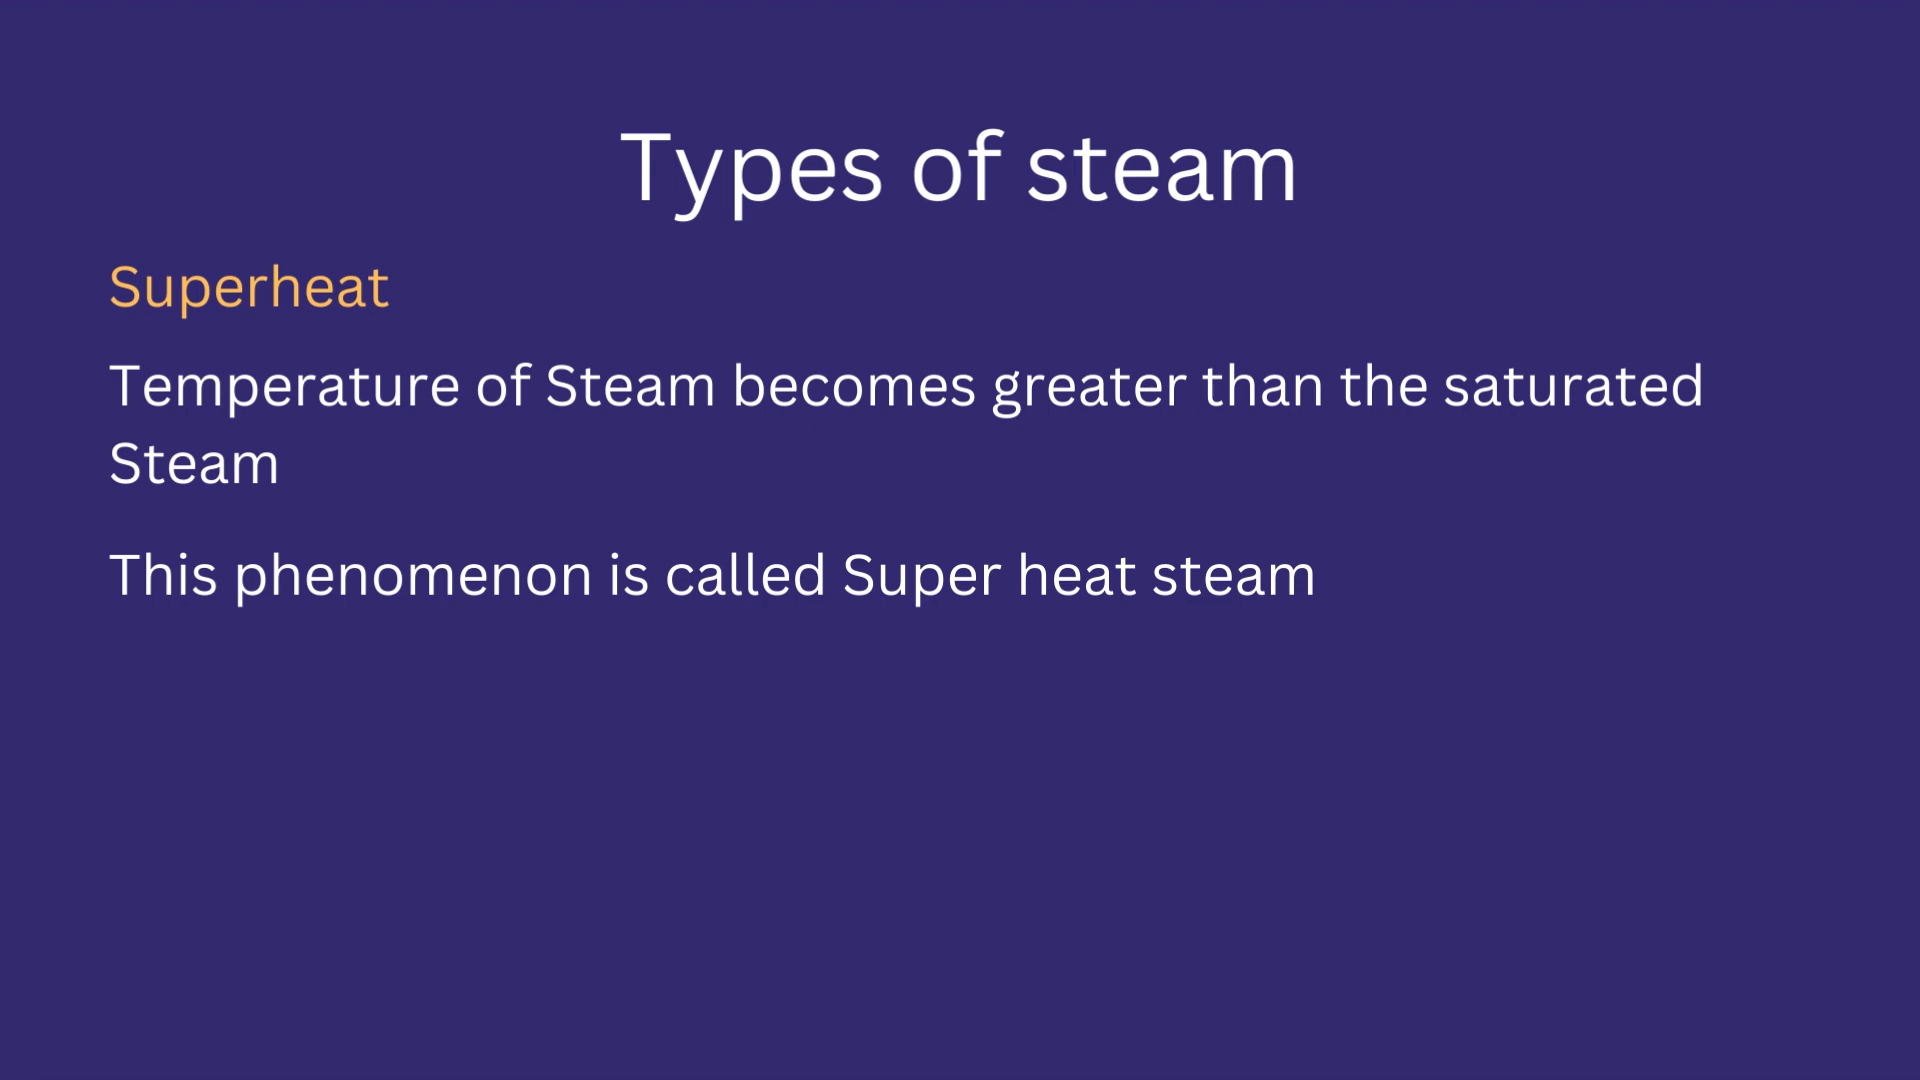 Types of steam
Superheat
Temperature of Steam becomes greater than the saturated
Steam
This phenomenon is called Super heat steam